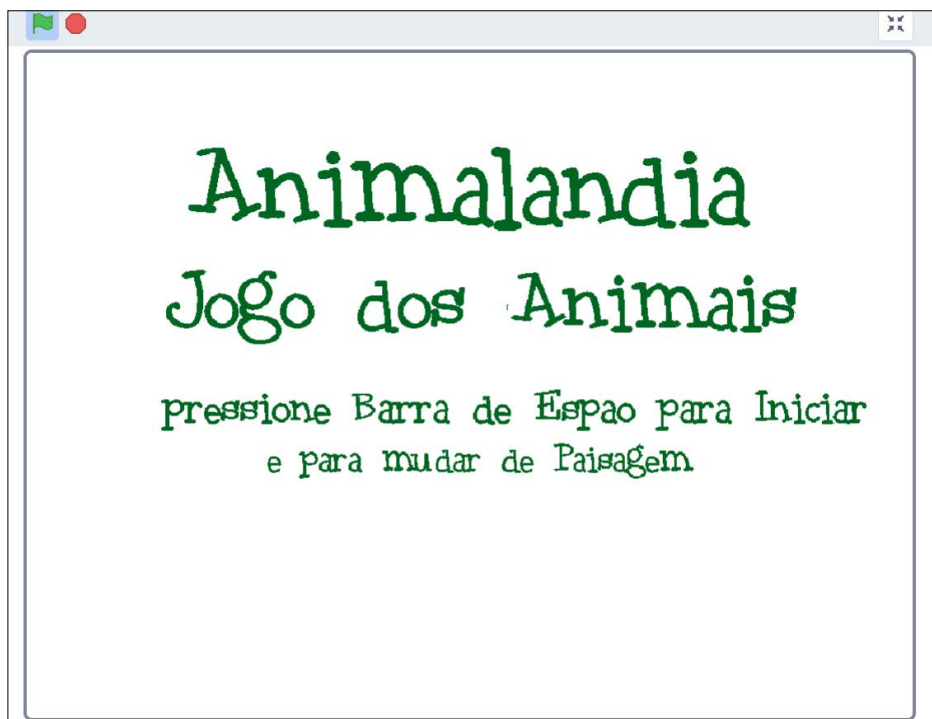 Animalandia
Jogo dos Animais
pressione Barra de Espao para Iniciar
e para mudar de Paisagem